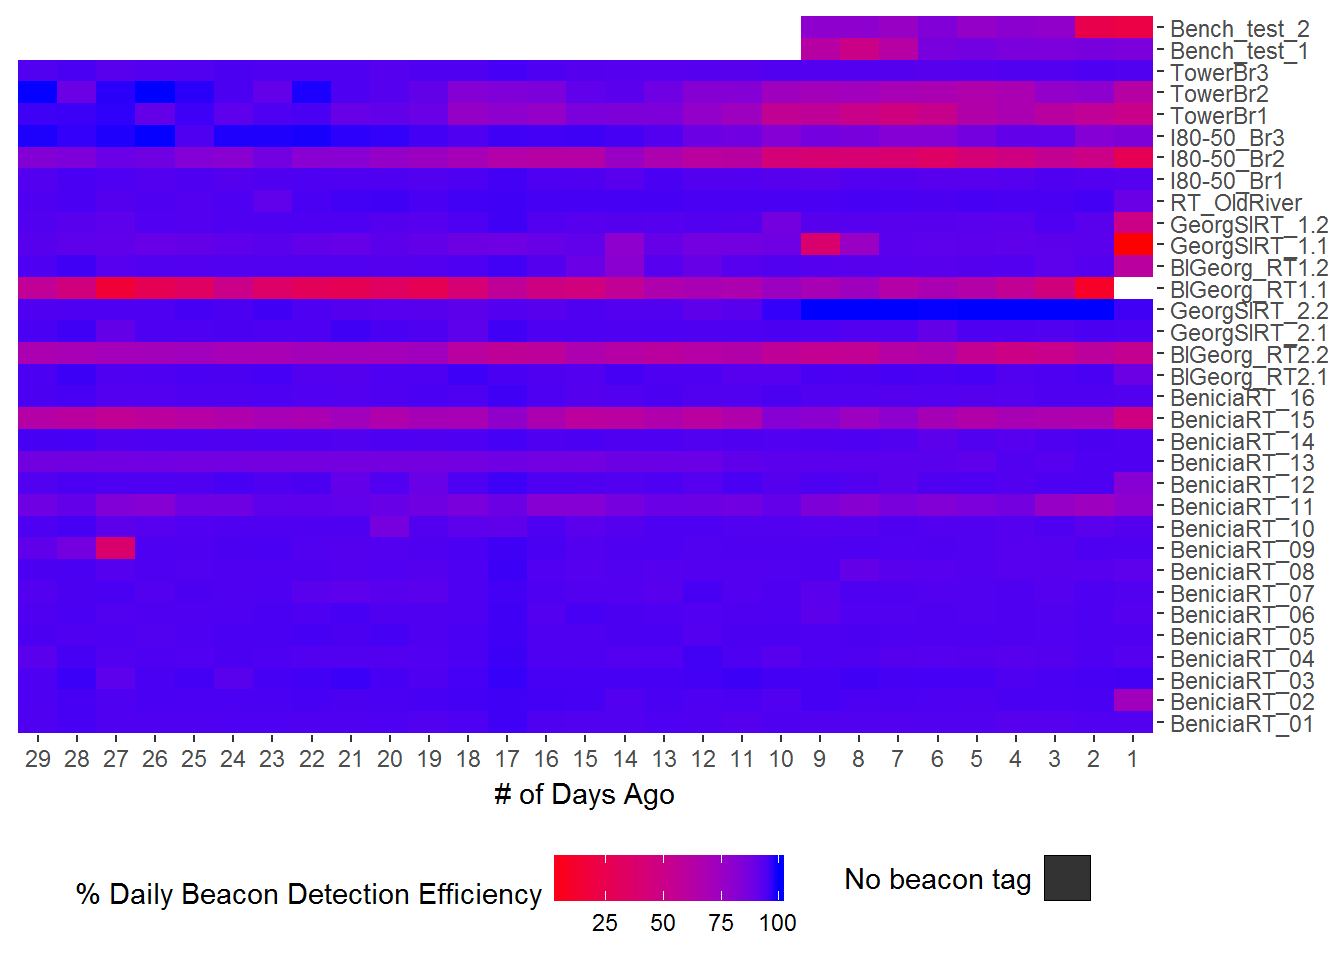 Bench_test_2
Bench_test_1
TowerBr3
TowerBr2
TowerBr1
I80-50_Br3
I80-50_Br2
I80-50_Br1
RT_OldRiver
GeorgSlRT_1.2
GeorgSlRT_1.1
BlGeorg_RT1.2
BlGeorg_RT1.1
GeorgSlRT_2.2
GeorgSlRT_2.1
BlGeorg_RT2.2
BlGeorg_RT2.1
BeniciaRT_16
BeniciaRT_15
BeniciaRT_14
BeniciaRT_13
BeniciaRT_12
BeniciaRT_11
BeniciaRT_10
BeniciaRT_09
BeniciaRT_08
BeniciaRT_07
BeniciaRT_06
BeniciaRT_05
BeniciaRT_04
BeniciaRT_03
BeniciaRT_02
BeniciaRT_01
29 28 27 26 25 24 23 22 21 20 19 18 17 16 15 14 13 12 11 10 9 8 7 6 5 4 3 2 1
# of Days Ago
% Daily Beacon Detection Efficiency
25 50 75 100
No beacon tag